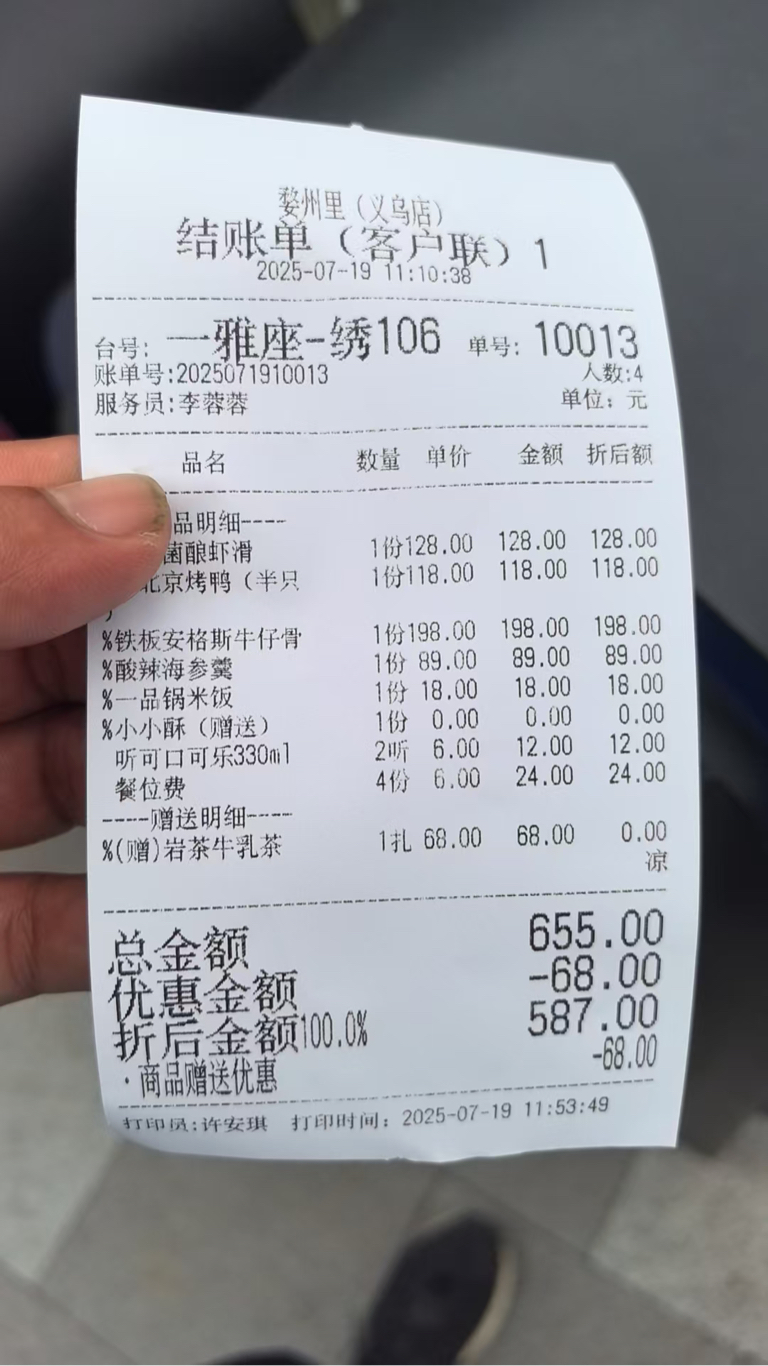 婺州里（义乌店）
结账单（客户联）1
2025-07-19 11:10:38
台号: 一雅座-绣106 单号: 10013
账单号:2025071910013 人数:4
服务员:李蓉蓉 单位: 元
品名 数量 单价 金额 折后额
品明细----
菌酿虾滑 1份128.00 128.00 128.00
北京烤鸭（半只 1份118.00 118.00 118.00
）
%铁板安格斯牛仔骨 1份198.00 198.00 198.00
%酸辣海参羹 1份 89.00 89.00 89.00
%一品锅米饭 1份 18.00 18.00 18.00
%小小酥（赠送） 1份 0.00 0.00 0.00
听可口可乐330ml 2听 6.00 12.00 12.00
餐位费 4份 6.00 24.00 24.00
----赠送明细----
%(赠)岩茶牛乳茶 1扎 68.00 68.00 0.00
凉
总金额 655.00
优惠金额 -68.00
折后金额100.0% 587.00
·商品赠送优惠 -68.00
打印员:许安琪 打印时间: 2025-07-19 11:53:49